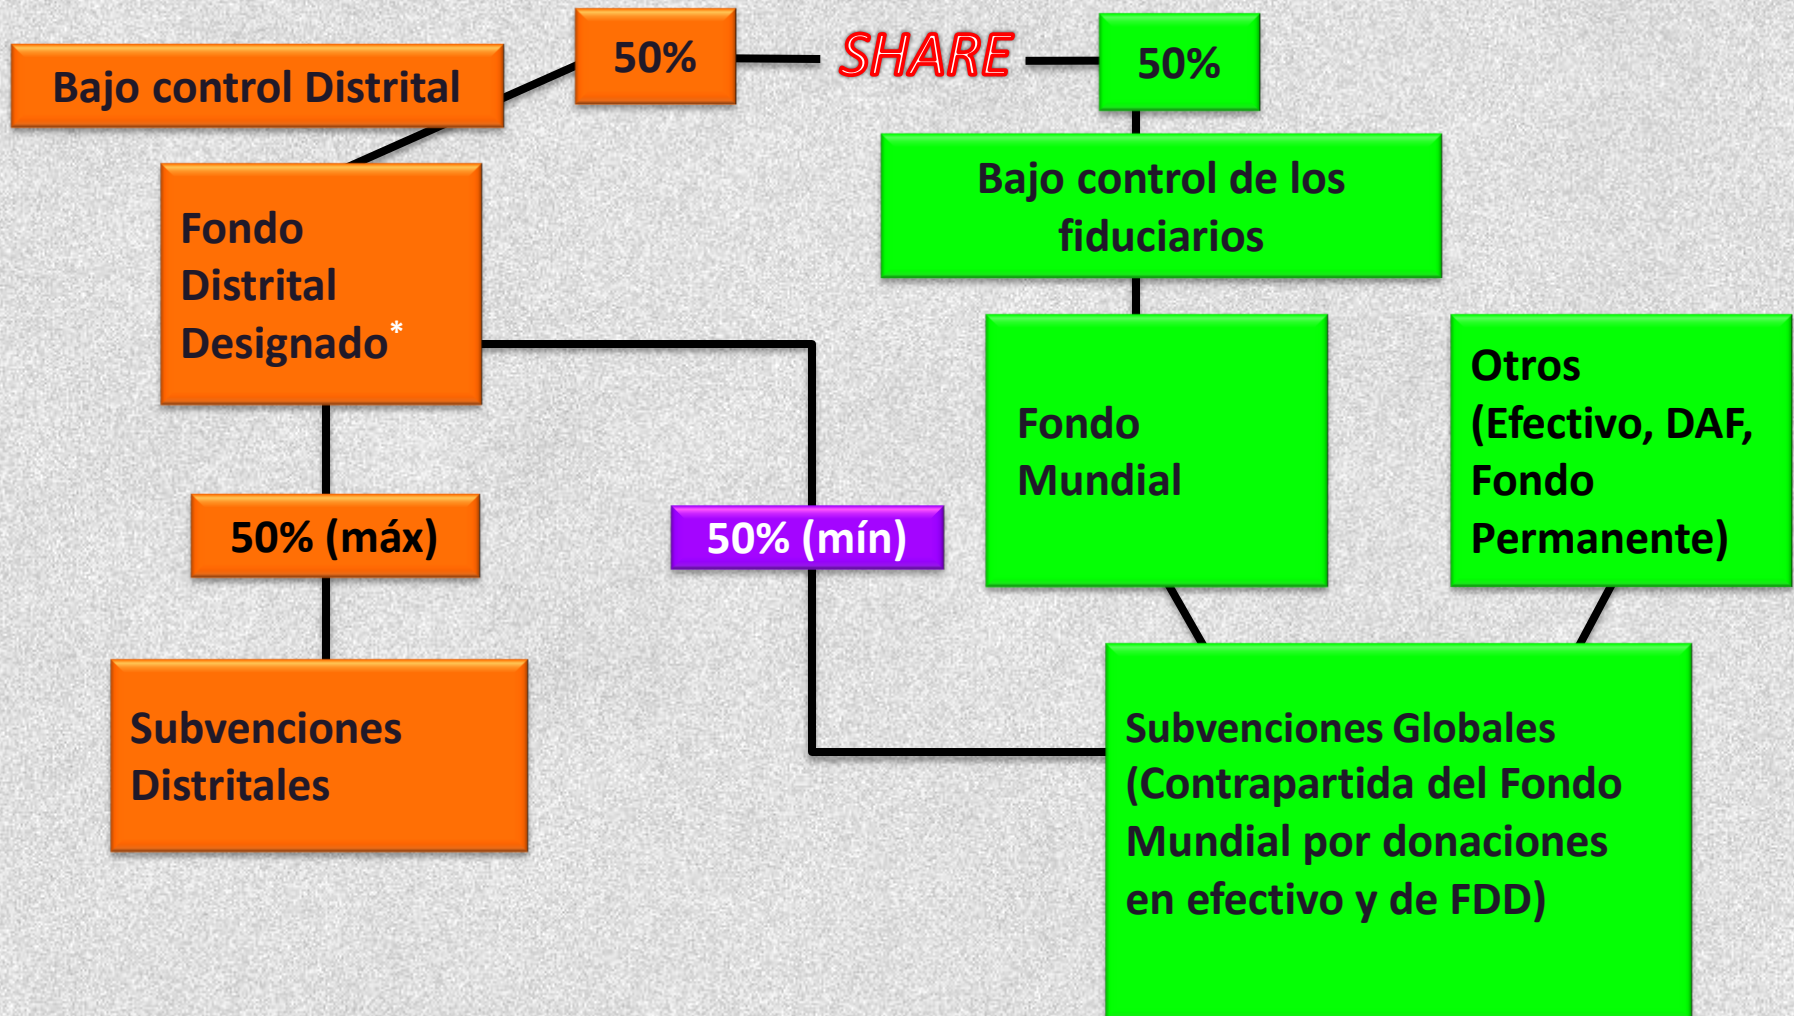 50%
SHARE
50%
Bajo control Distrital
Bajo control de los
fiduciarios
Fondo
Distrital
Designado*
Fondo
Mundial
Otros
(Efectivo, DAF,
Fondo
Permanente)
50% (máx)
50% (mín)
Subvenciones
Distritales
Subvenciones Globales
(Contrapartida del Fondo
Mundial por donaciones
en efectivo y de FDD)